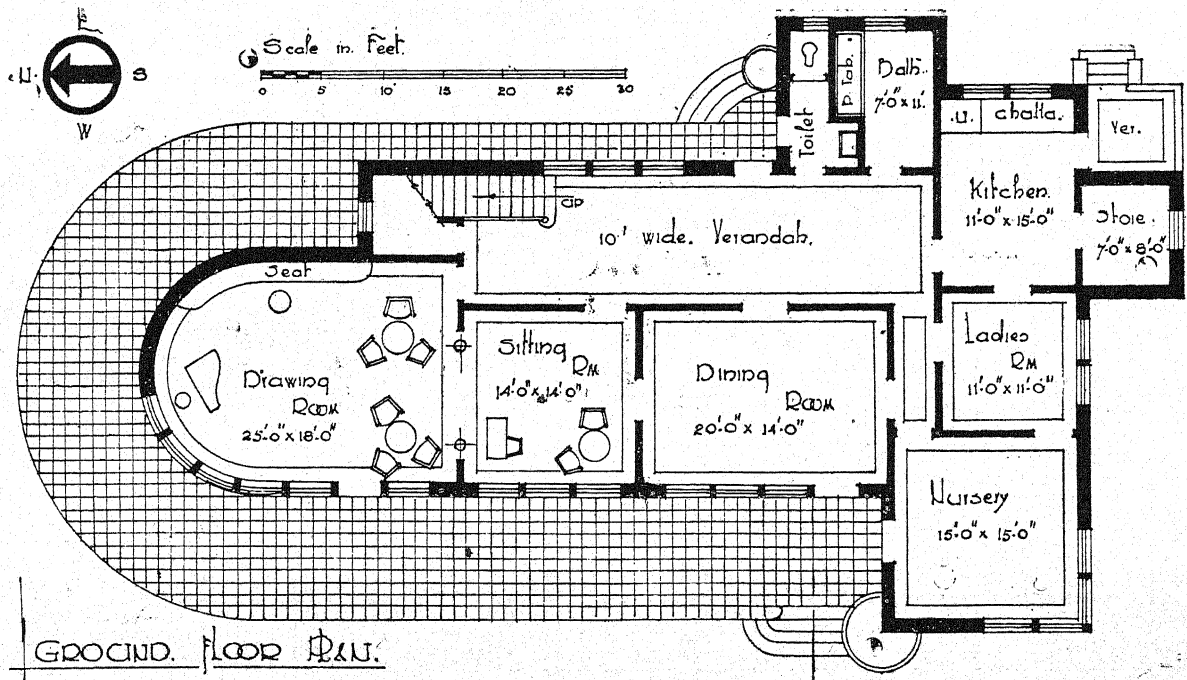 E
N.
S
W
Scale in Feet.
0 5 10 15 20 25 30
Toilet
D. Tab.
Bath.
7'-0" x 11'.
.U.
chatta.
Ver.
Kitchen.
11'-0" x 15'-0"
Store.
7'-0" x 8'-0"
UP
10'' wide. Verandah.
Seat
Drawing
Room
25'-0" x 18'-0"
Sitting
RM
14'-0" x 14'-0"
Dining
Room
20'-0" x 14'-0"
Ladies
RM
11'-0" x 11'-0"
Nursery
15'-0" x 15'-0"
GROUND. FLOOR PLAN.